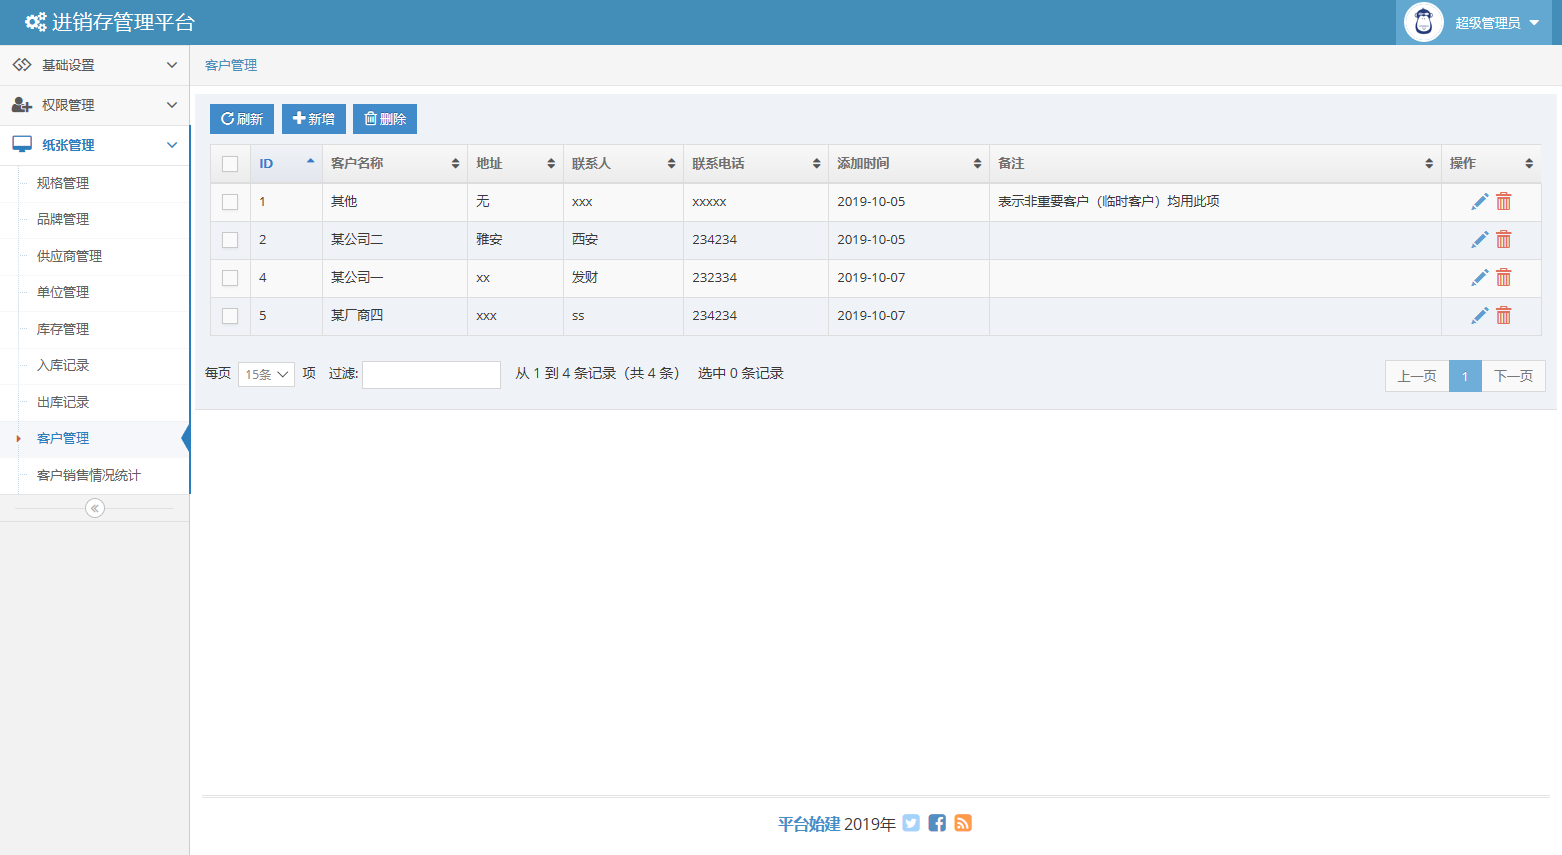 进销存管理平台
超级管理员
基础设置
权限管理
纸张管理
规格管理
品牌管理
供应商管理
单位管理
库存管理
入库记录
出库记录
客户管理
客户销售情况统计
客户管理
刷新 新增 删除
ID 客户名称 地址 联系人 联系电话 添加时间 备注 操作
1 其他 无 xxx xxxxx 2019-10-05 表示非重要客户（临时客户）均用此项
2 某公司二 雅安 西安 234234 2019-10-05
4 某公司一 xx 发财 232334 2019-10-07
5 某厂商四 xxx ss 234234 2019-10-07
每页 15条 项 过滤: 从 1 到 4 条记录（共 4 条） 选中 0 条记录
上一页 1 下一页
平台始建 2019年